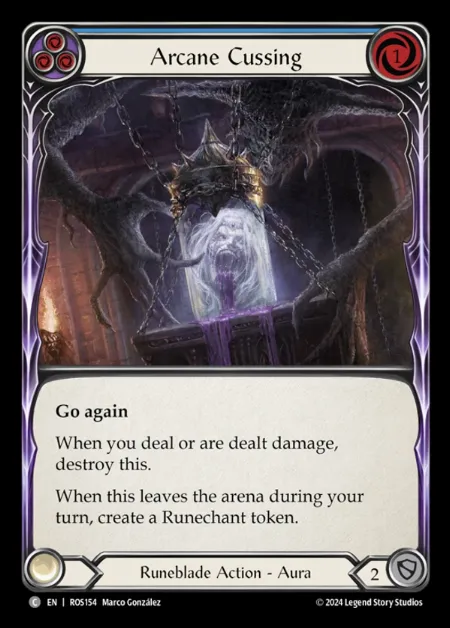 Arcane Cussing
1
Go again
When you deal or are dealt damage,
destroy this.
When this leaves the arena during your
turn, create a Runechant token.
Runeblade Action - Aura
2
C EN | ROS154 Marco González
© 2024 Legend Story Studios